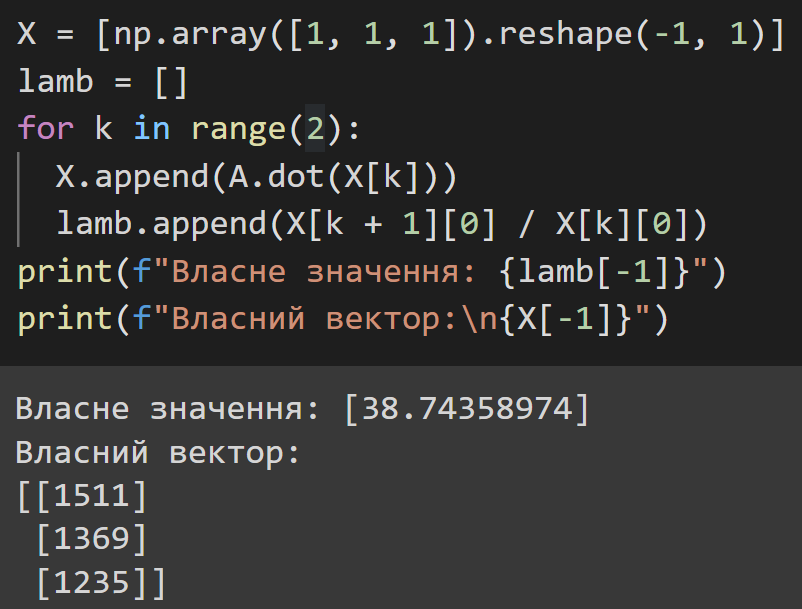 X = [np.array([1, 1, 1]).reshape(-1, 1)]
lamb = []
for k in range(2):
  X.append(A.dot(X[k]))
  lamb.append(X[k + 1][0] / X[k][0])
print(f"Власне значення: {lamb[-1]}")
print(f"Власний вектор:\n{X[-1]}")
Власне значення: [38.74358974]
Власний вектор:
[[1511]
 [1369]
 [1235]]